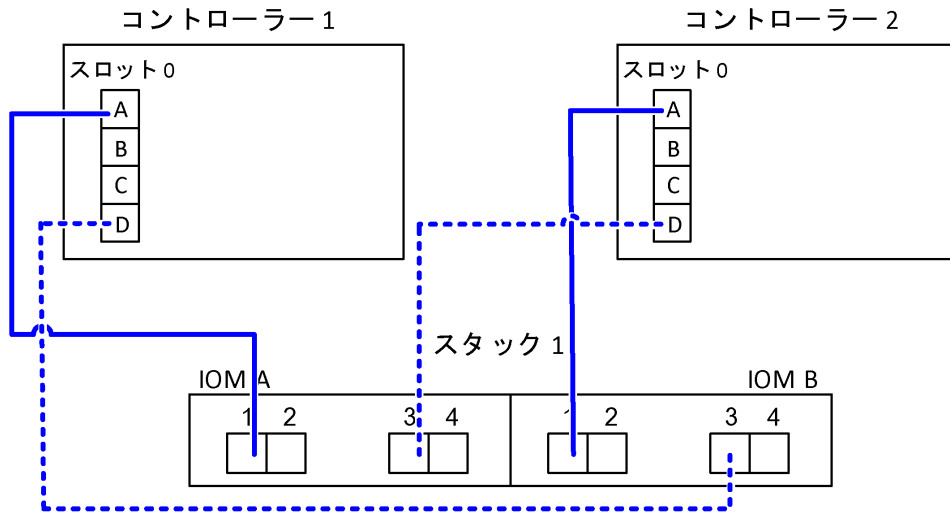 コントローラー 1
コントローラー 2
スロット 0
スロット 0
A
A
B
B
C
C
D
D
スタック 1
IOM A
IOM B
1 2 3 4 1 2 3 4